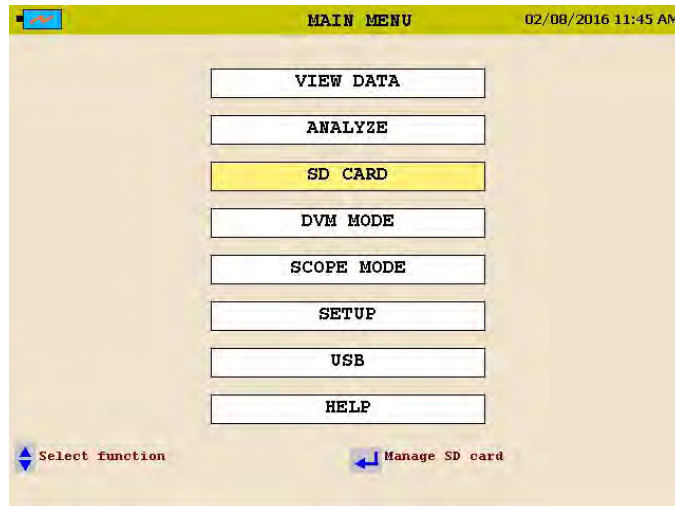 MAIN MENU 02/08/2016 11:45 AM
VIEW DATA
ANALYZE
SD CARD
DVM MODE
SCOPE MODE
SETUP
USB
HELP
Select function Manage SD card